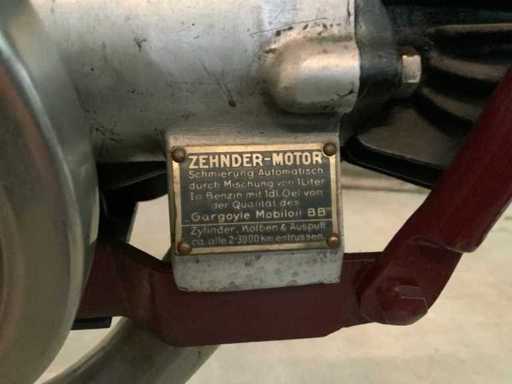 ZEHNDER-MOTOR
Schmierung Automatisch
durch Mischung von 1 Liter
Ia Benzin mit 1dl. Oel von
der Qualität des
Gargoyle Mobiloil BB
Zylinder, Kolben & Auspuff
ca. alle 2-3000 km entrussen.